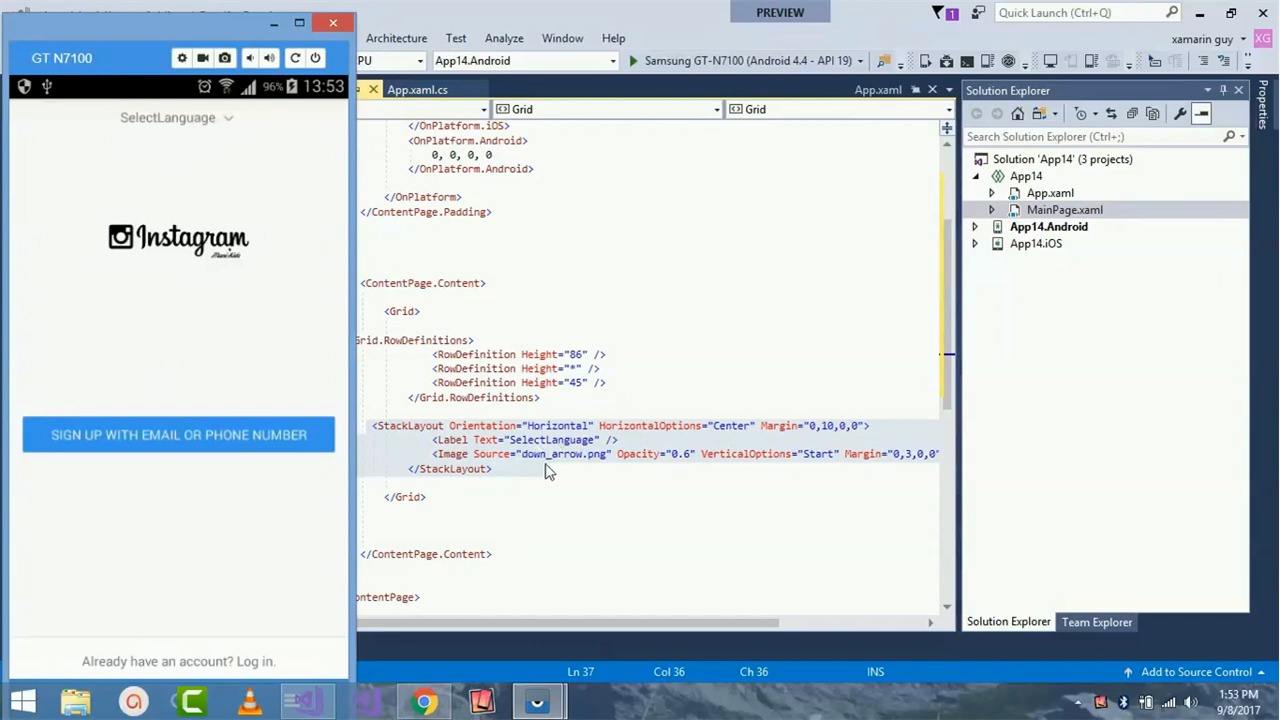 PREVIEW
1
Quick Launch (Ctrl+Q)
GT N7100
Architecture Test Analyze Window Help
xamarin guy XG
PU
App14.Android
Samsung GT-N7100 (Android 4.4 - API 19)
96% 13:53
App.xaml.cs
App.xaml
Solution Explorer
Properties
SelectLanguage
Grid
Grid
Search Solution Explorer (Ctrl+;)
Solution 'App14' (3 projects)
App14
App.xaml
MainPage.xaml
App14.Android
App14.iOS
</OnPlatform.iOS>
<OnPlatform.Android>
0, 0, 0, 0
</OnPlatform.Android>
</OnPlatform>
</ContentPage.Padding>
Instagram
<ContentPage.Content>
<Grid>
Grid.RowDefinitions>
<RowDefinition Height="86" />
<RowDefinition Height="*" />
<RowDefinition Height="45" />
</Grid.RowDefinitions>
<StackLayout Orientation="Horizontal" HorizontalOptions="Center" Margin="0,10,0,0">
<Label Text="SelectLanguage" />
<Image Source="down_arrow.png" Opacity="0.6" VerticalOptions="Start" Margin="0,3,0,0"
</StackLayout>
</Grid>
</ContentPage.Content>
ontentPage>
SIGN UP WITH EMAIL OR PHONE NUMBER
Already have an account? Log in.
Solution Explorer Team Explorer
Ln 37 Col 36 Ch 36 INS
Add to Source Control
1:53 PM
9/8/2017